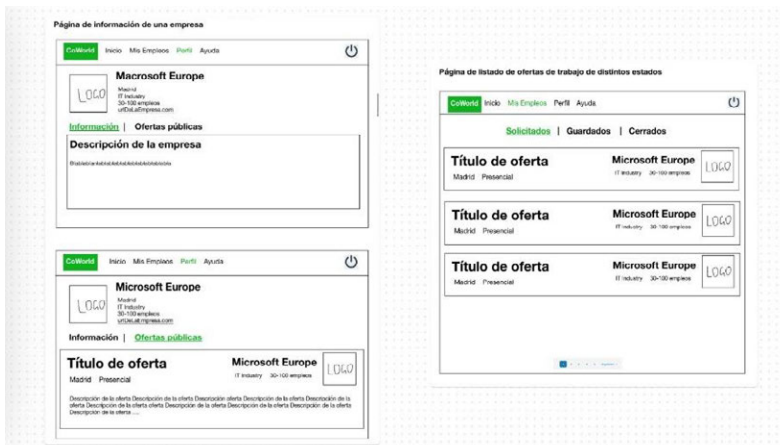 Página de información de una empresa
CoWorld Inicio Mis Empleos Perfil Ayuda
Macrosoft Europe
LOGO
Madrid
IT Industry
30-100 empleos
urlDeLaEmpresa.com
Información | Ofertas públicas
Descripción de la empresa
CoWorld Inicio Mis Empleos Perfil Ayuda
Microsoft Europe
LOGO
Madrid
IT Industry
30-100 empleos
urlDeLaEmpresa.com
Información | Ofertas públicas
Título de oferta
Madrid Presencial
Microsoft Europe
IT Industry 30-100 empleos
LOGO
Descripción de la oferta Descripción de la oferta Descripción oferta Descripción de la oferta Descripción de la
oferta Descripción de la oferta oferta Descripción de la oferta Descripción de la oferta Descripción de la oferta
Descripción de la oferta ....
Página de listado de ofertas de trabajo de distintos estados
CoWorld Inicio Mis Empleos Perfil Ayuda
Solicitados | Guardados | Cerrados
Título de oferta
Madrid Presencial
Microsoft Europe
IT Industry 30-100 empleos
LOGO
Título de oferta
Madrid Presencial
Microsoft Europe
IT Industry 30-100 empleos
LOGO
Título de oferta
Madrid Presencial
Microsoft Europe
IT Industry 30-100 empleos
LOGO